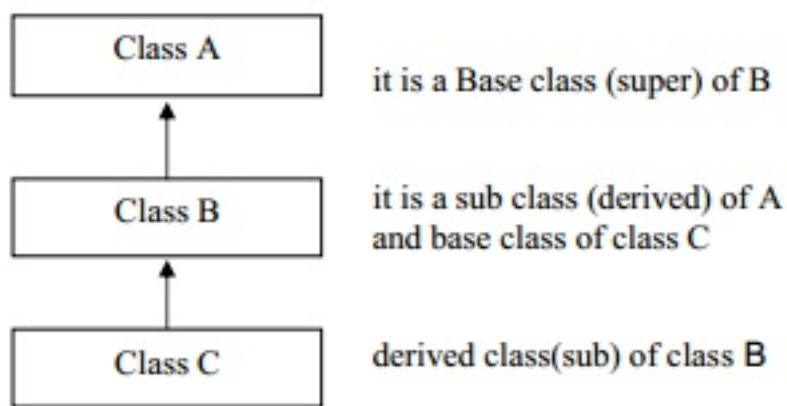 Class A
it is a Base class (super) of B
Class B
it is a sub class (derived) of A
and base class of class C
Class C
derived class(sub) of class B